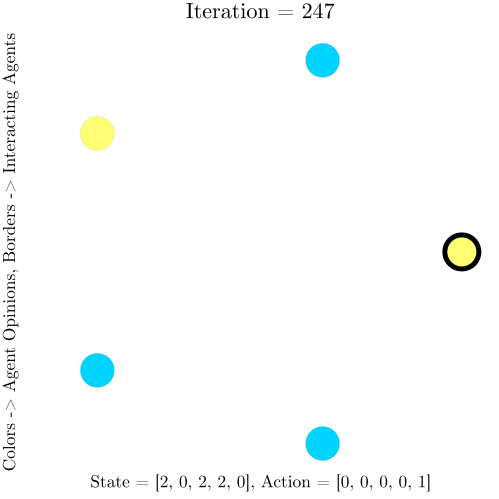 Iteration = 247
Colors -> Agent Opinions, Borders -> Interacting Agents
State = [2, 0, 2, 2, 0], Action = [0, 0, 0, 0, 1]